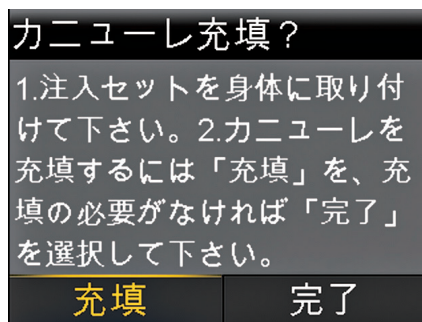 カニューレ充填？
1.注入セットを身体に取り付
けて下さい。2.カニューレを
充填するには「充填」を、充
填の必要がなければ「完了」
を選択して下さい。
充填
完了